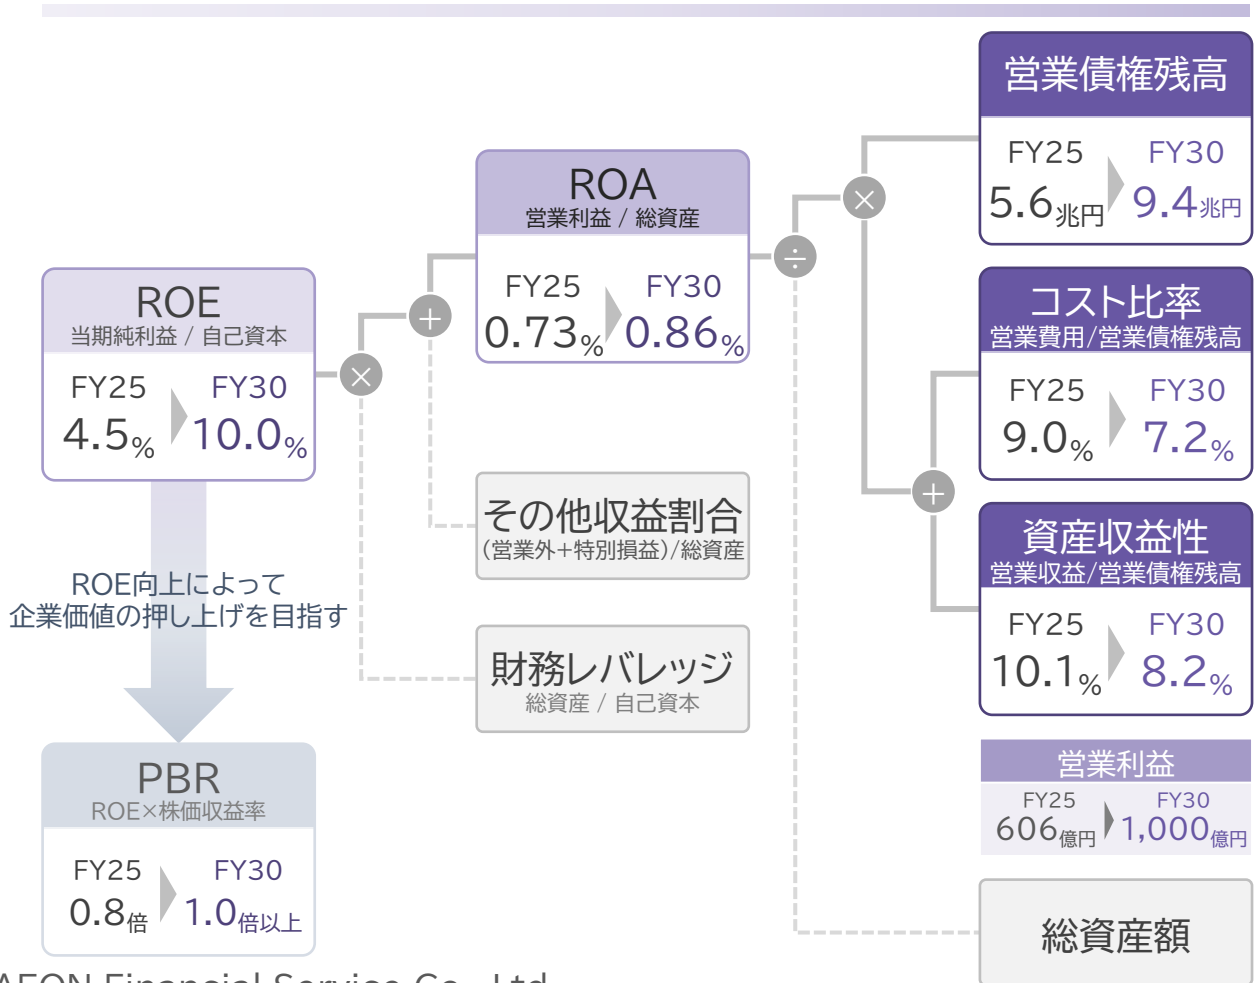 営業債権残高
FY25 FY30
5.6兆円 9.4兆円
×
ROA
営業利益 / 総資産
FY25 FY30
0.73% 0.86%
÷
ROE
当期純利益 / 自己資本
FY25 FY30
4.5% 10.0%
+
×
コスト比率
営業費用/営業債権残高
FY25 FY30
9.0% 7.2%
+
その他収益割合
(営業外+特別損益)/総資産
資産収益性
営業収益/営業債権残高
FY25 FY30
10.1% 8.2%
ROE向上によって
企業価値の押し上げを目指す
財務レバレッジ
総資産 / 自己資本
PBR
ROE×株価収益率
FY25 FY30
0.8倍 1.0倍以上
営業利益
FY25 FY30
606億円 1,000億円
総資産額
AEON Financial Service Co., Ltd